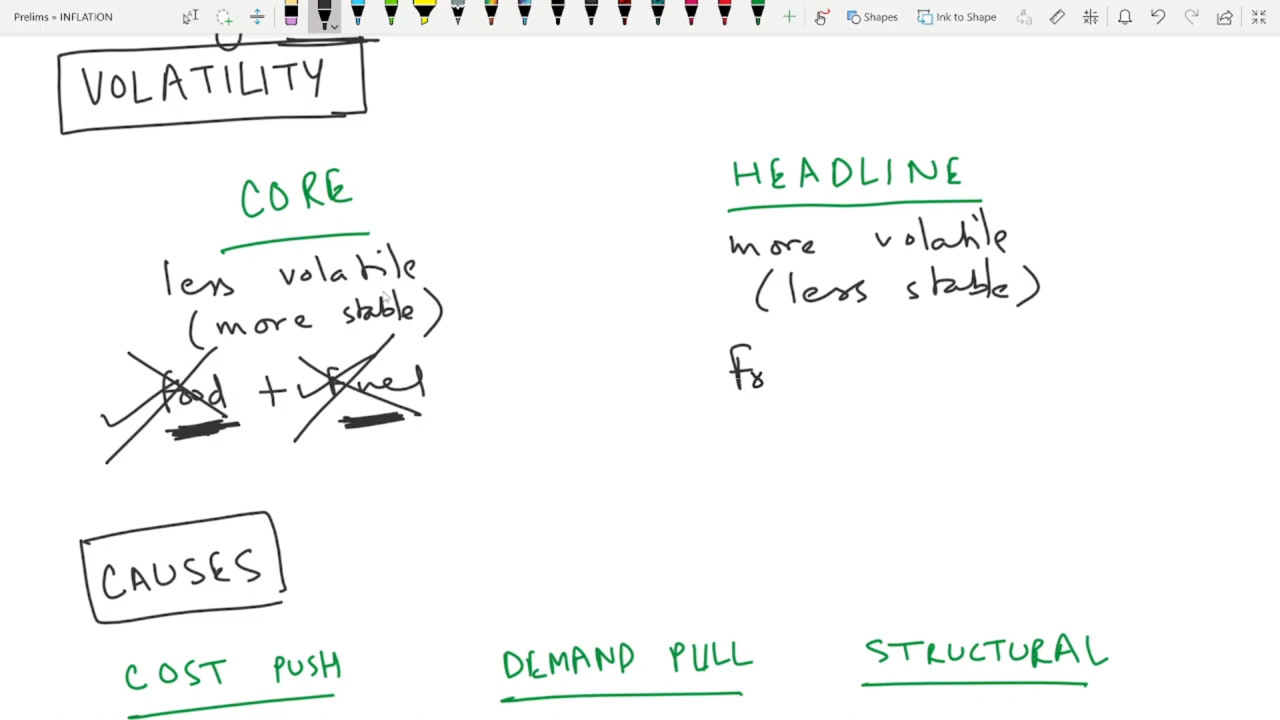 Prelims » INFLATION
Shapes
Ink to Shape
VOLATILITY
CORE
less volatile
(more stable)
food + fuel
HEADLINE
more volatile
(less stable)
CAUSES
COST PUSH
DEMAND PULL
STRUCTURAL